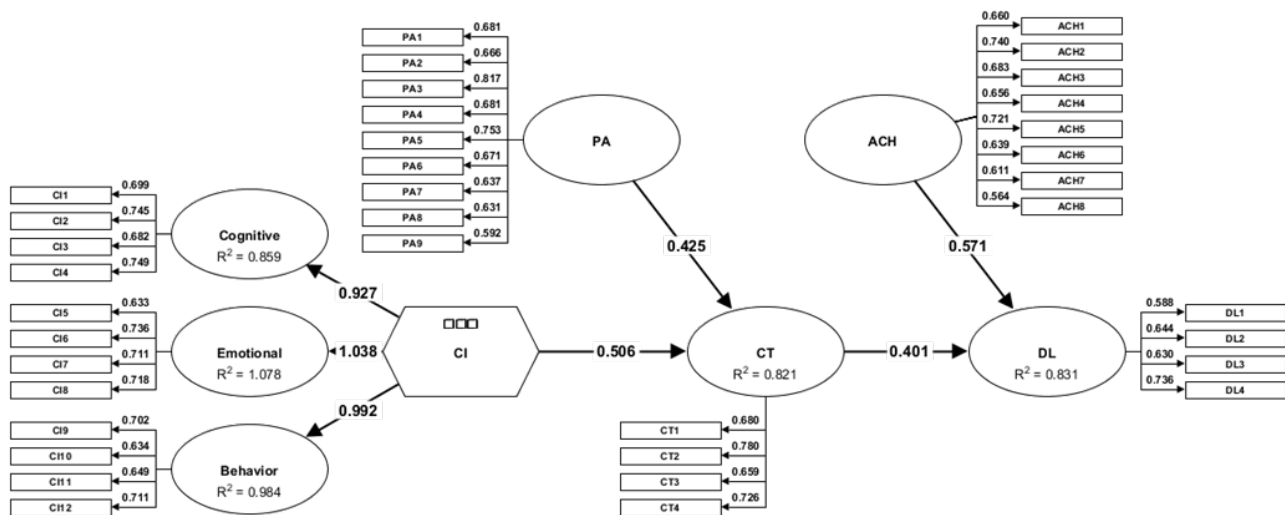 0.681
PA1
0.666
PA2
0.817
PA3
0.681
PA4
0.753
PA5
0.671
PA6
0.637
PA7
0.631
PA8
0.592
PA9
PA
0.660
ACH1
0.740
ACH2
0.683
ACH3
0.656
ACH4
0.721
ACH5
0.639
ACH6
0.611
ACH7
0.564
ACH8
ACH
0.699
CI1
0.745
CI2
0.682
CI3
0.749
CI4
Cognitive
R² = 0.859
0.425
0.571
0.927
0.633
CI5
0.736
CI6
0.711
CI7
0.718
CI8
Emotional
R² = 1.078
1.038
CI
0.506
CT
R² = 0.821
0.401
DL
R² = 0.831
0.588
DL1
0.644
DL2
0.630
DL3
0.736
DL4
0.992
0.702
CI9
0.634
CI10
0.649
CI11
0.711
CI12
Behavior
R² = 0.984
0.680
CT1
0.780
CT2
0.659
CT3
0.726
CT4